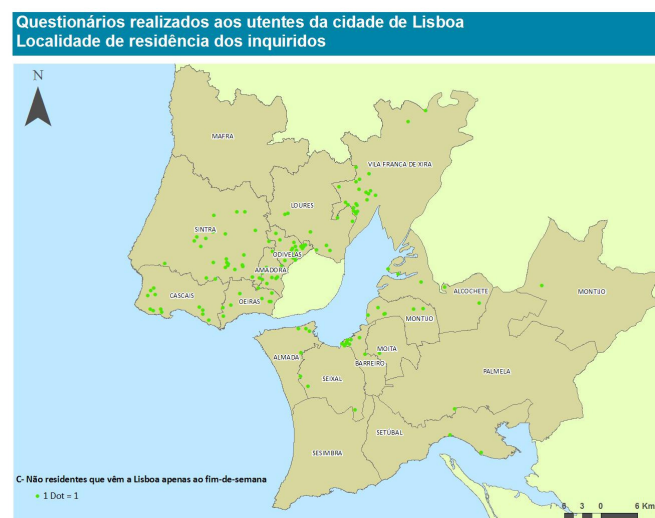 Questionários realizados aos utentes da cidade de Lisboa
Localidade de residência dos inquiridos
N
MAFRA
VILA FRANCA DE XIRA
LOURES
SINTRA
ODIVELAS
AMADORA
CASCAIS
OEIRAS
ALCOCHETE
MONTIJO
MONTIJO
ALMADA
MOITA
BARREIRO
SEIXAL
PALMELA
SETÚBAL
SESIMBRA
C- Não residentes que vêm a Lisboa apenas ao fim-de-semana
1 Dot = 1
6 3 0 6 Km